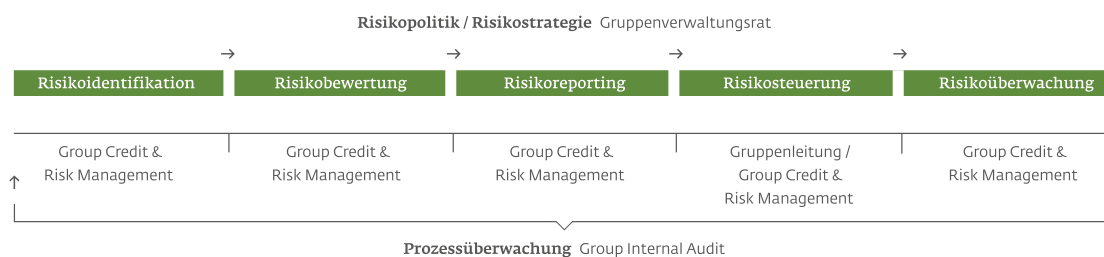 Risikopolitik / Risikostrategie Gruppenverwaltungsrat
→ → → →
Risikoidentifikation Risikobewertung Risikoreporting Risikosteuerung Risikoüberwachung
Group Credit &
Risk Management
Group Credit &
Risk Management
Group Credit &
Risk Management
Gruppenleitung /
Group Credit &
Risk Management
Group Credit &
Risk Management
Prozessüberwachung Group Internal Audit